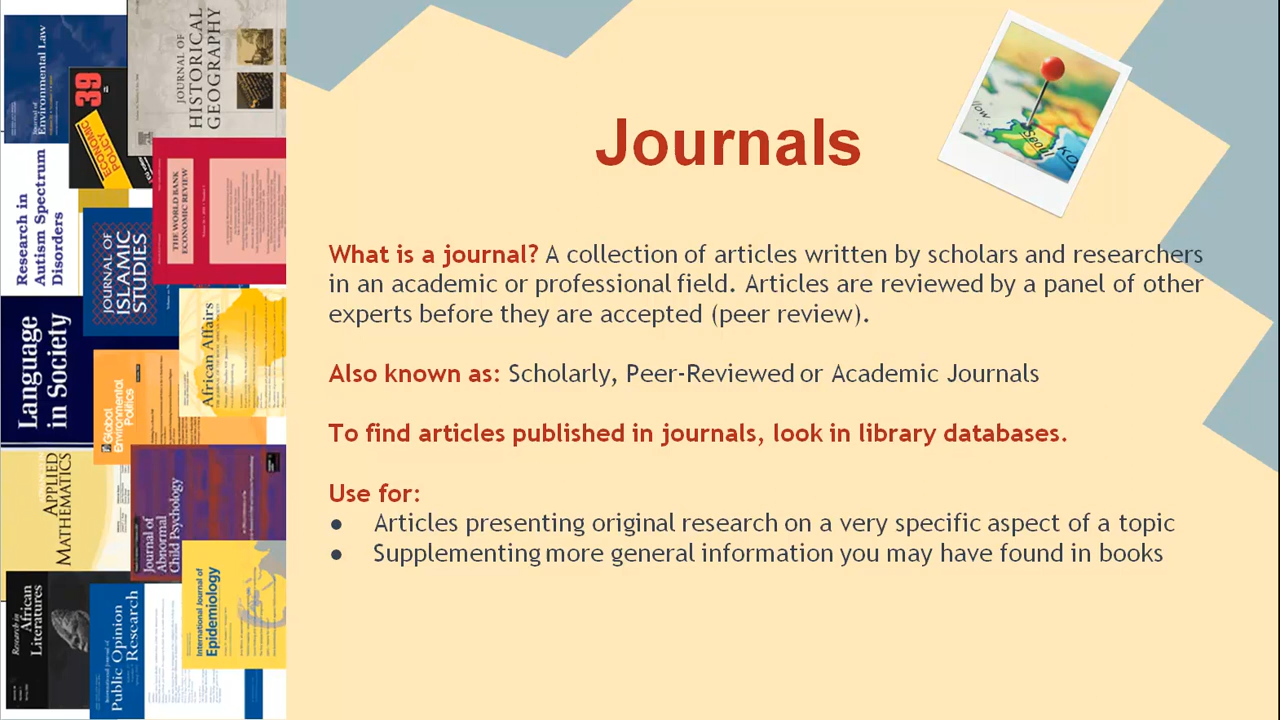 Journal of
Environmental Law
39
ECONOMIC
POLICY
JOURNAL OF
HISTORICAL
GEOGRAPHY
Research in
Autism Spectrum
Disorders
THE WORLD BANK
ECONOMIC REVIEW
JOURNAL OF
ISLAMIC
STUDIES
Language
in Society
African Affairs
Global
Environmental
Politics
APPLIED
MATHEMATICS
Journal of
Abnormal
Child Psychology
Research in
African
Literatures
International Journal of
Public Opinion
Research
International Journal of
Epidemiology
Seoul
Journals
What is a journal? A collection of articles written by scholars and researchers
in an academic or professional field. Articles are reviewed by a panel of other
experts before they are accepted (peer review).
Also known as: Scholarly, Peer-Reviewed or Academic Journals
To find articles published in journals, look in library databases.
Use for:
● Articles presenting original research on a very specific aspect of a topic
● Supplementing more general information you may have found in books